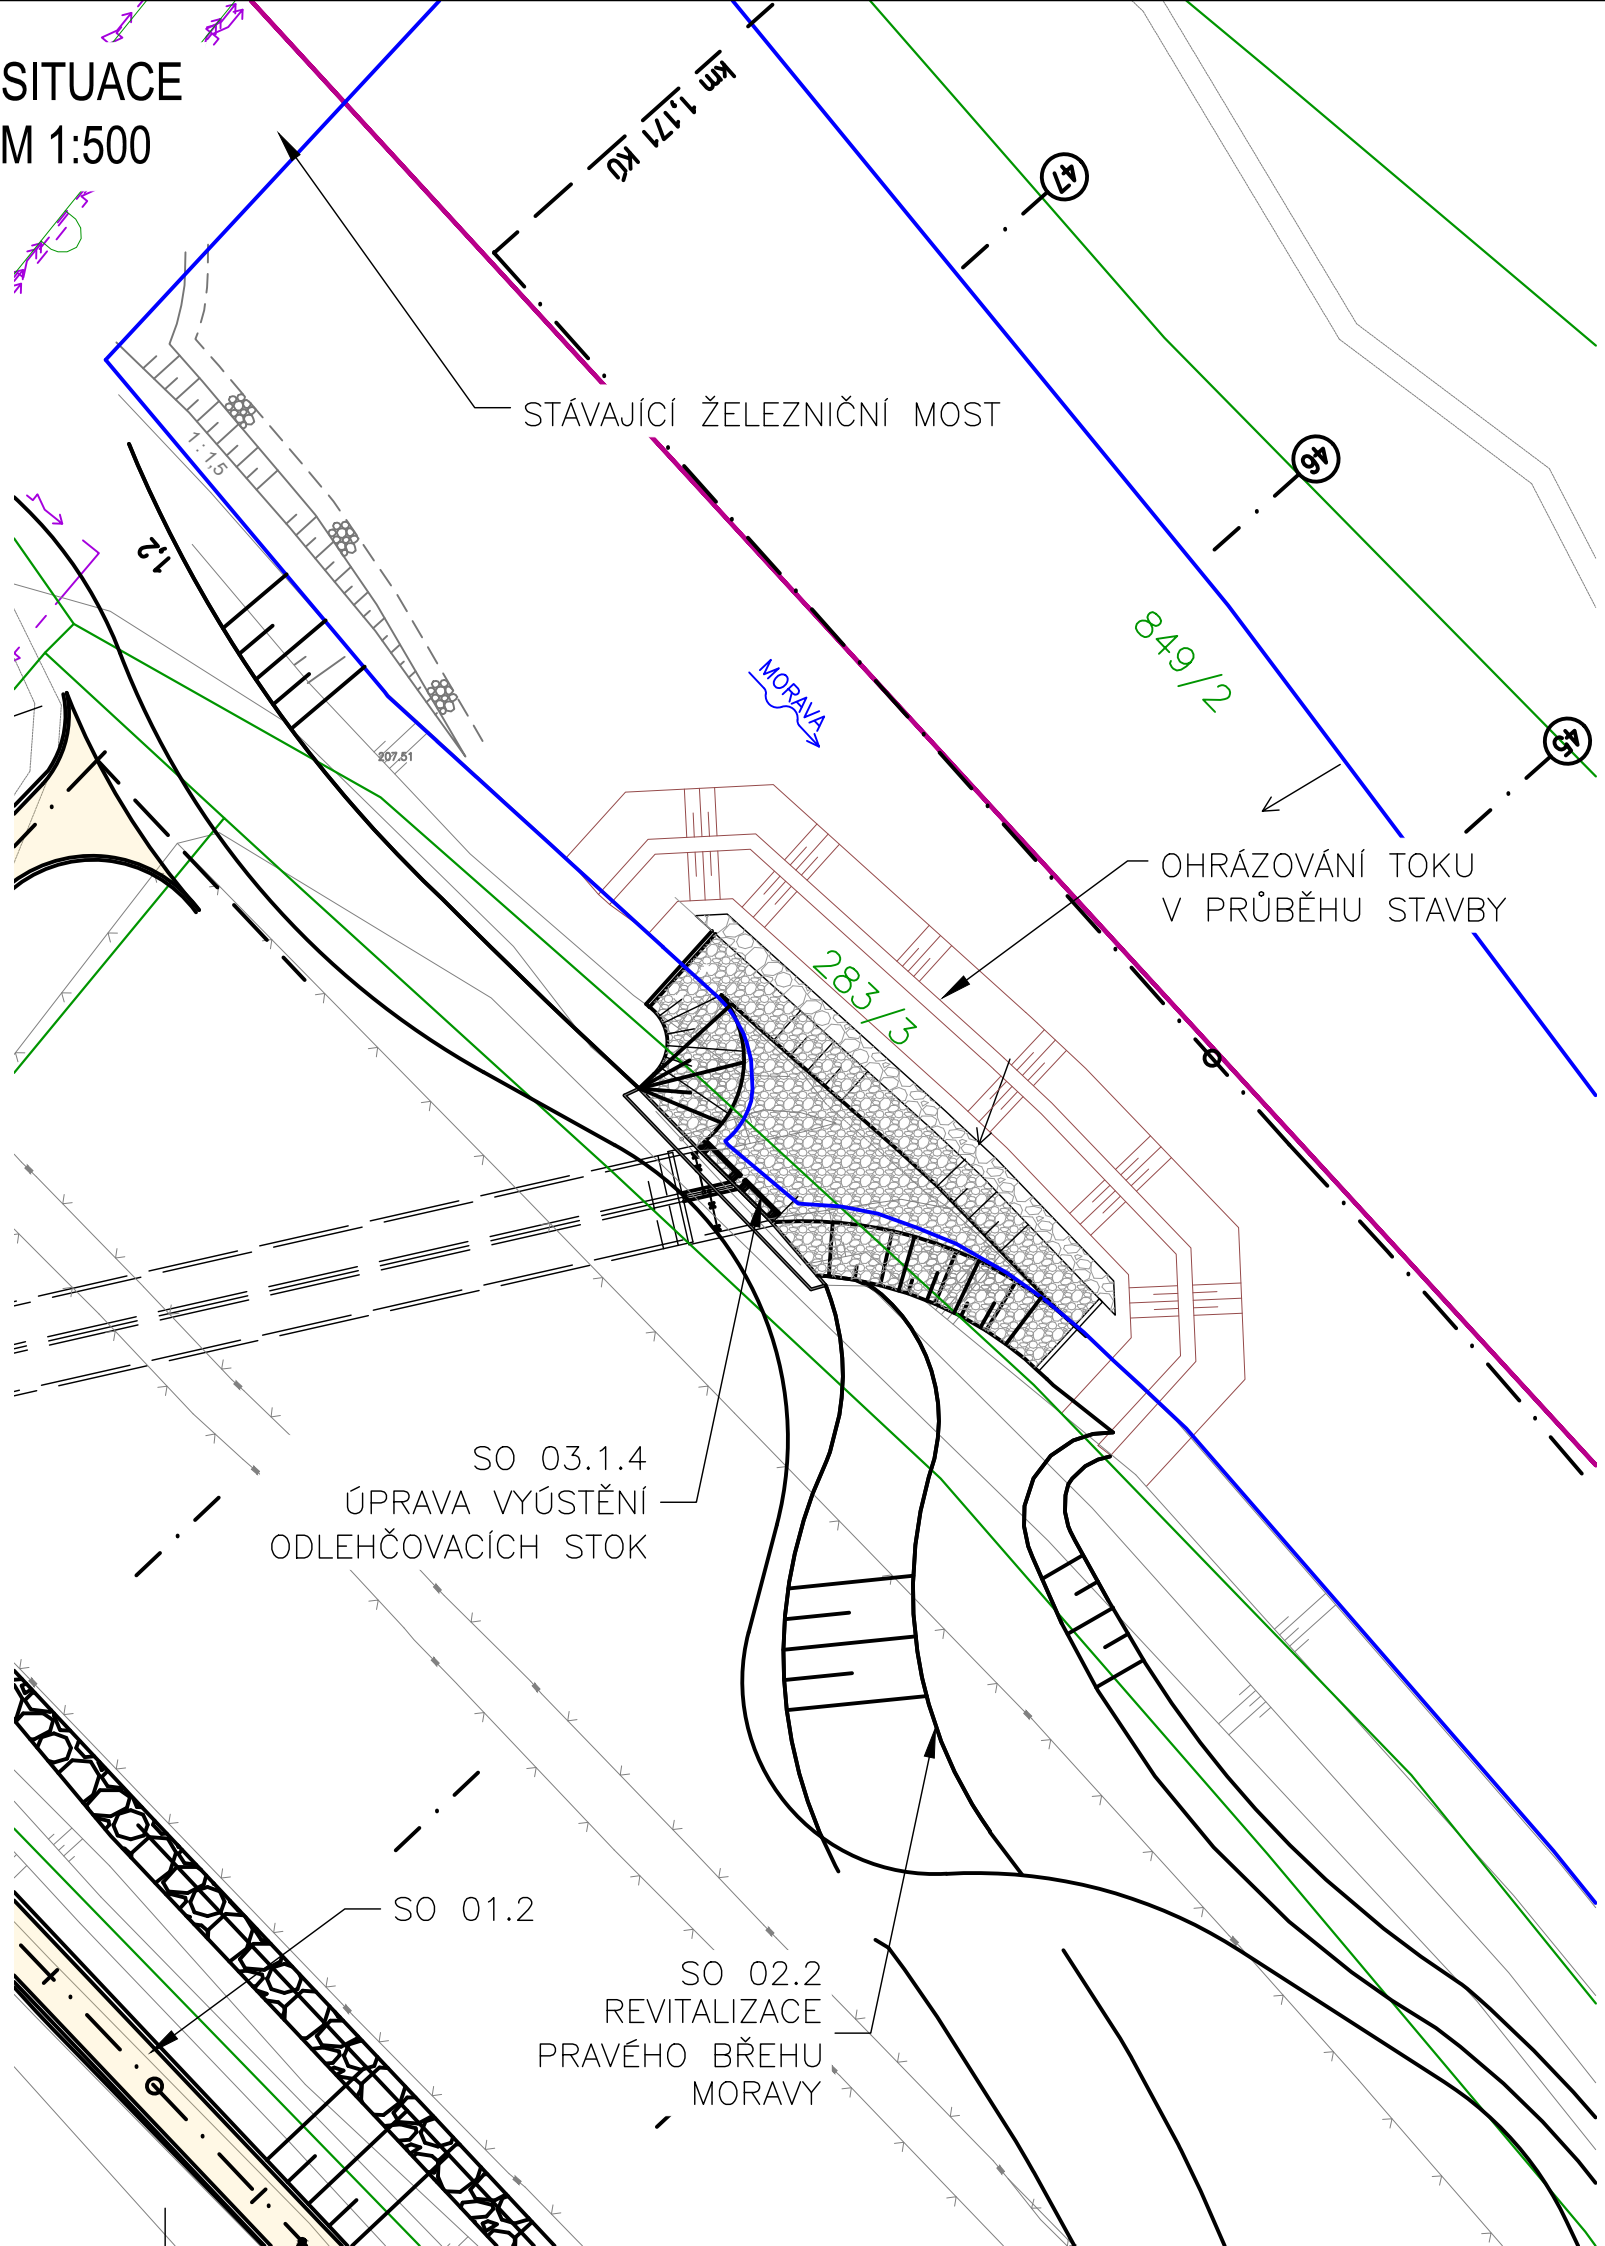 SITUACE
M 1:500
km 1,171 KÚ
47
STÁVAJÍCÍ ŽELEZNIČNÍ MOST
1:1,5
46
1,2
849/2
MORAVA
45
207.51
OHRÁZOVÁNÍ TOKU
V PRŮBĚHU STAVBY
283/3
SO 03.1.4
ÚPRAVA VYÚSTĚNÍ
ODLEHČOVACÍCH STOK
SO 01.2
SO 02.2
REVITALIZACE
PRAVÉHO BŘEHU
MORAVY